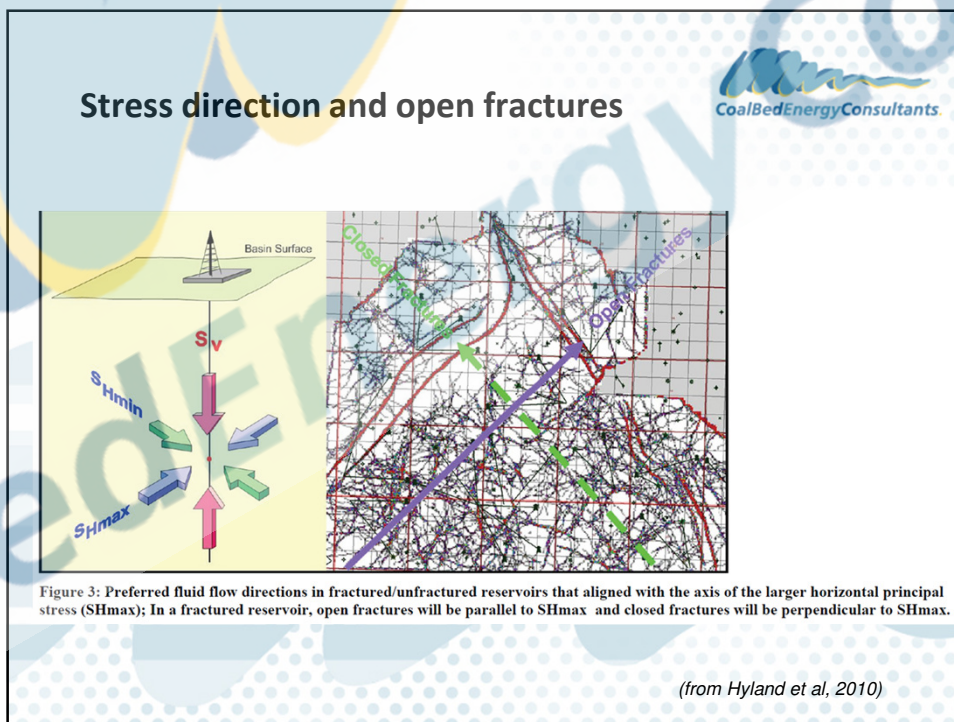 Stress direction and open fractures
CoalBedEnergyConsultants
Basin Surface
Sv
SHmin
SHmax
Closed Fractures
Open Fractures
Figure 3: Preferred fluid flow directions in fractured/unfractured reservoirs that aligned with the axis of the larger horizontal principal
stress (SHmax); In a fractured reservoir, open fractures will be parallel to SHmax and closed fractures will be perpendicular to SHmax.
(from Hyland et al, 2010)
edEnergy Co